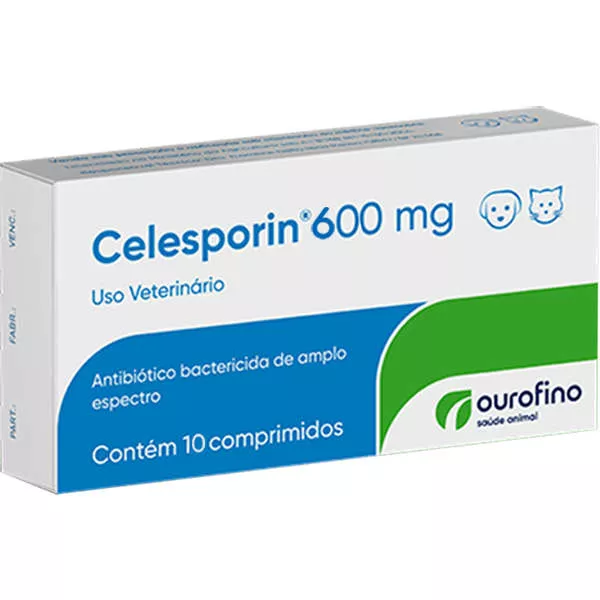 Celesporin® 600 mg
Uso Veterinário
Antibiótico bactericida de amplo
espectro
Contém 10 comprimidos
ourofino
saúde animal
VENC.:
FABR.:
PART.: